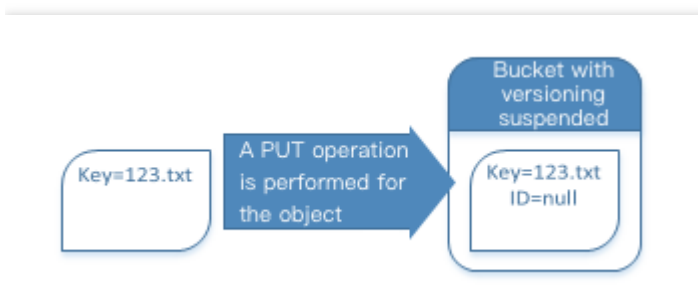 Key=123.txt
A PUT operation
is performed for
the object
Bucket with
versioning
suspended
Key=123.txt
ID=null